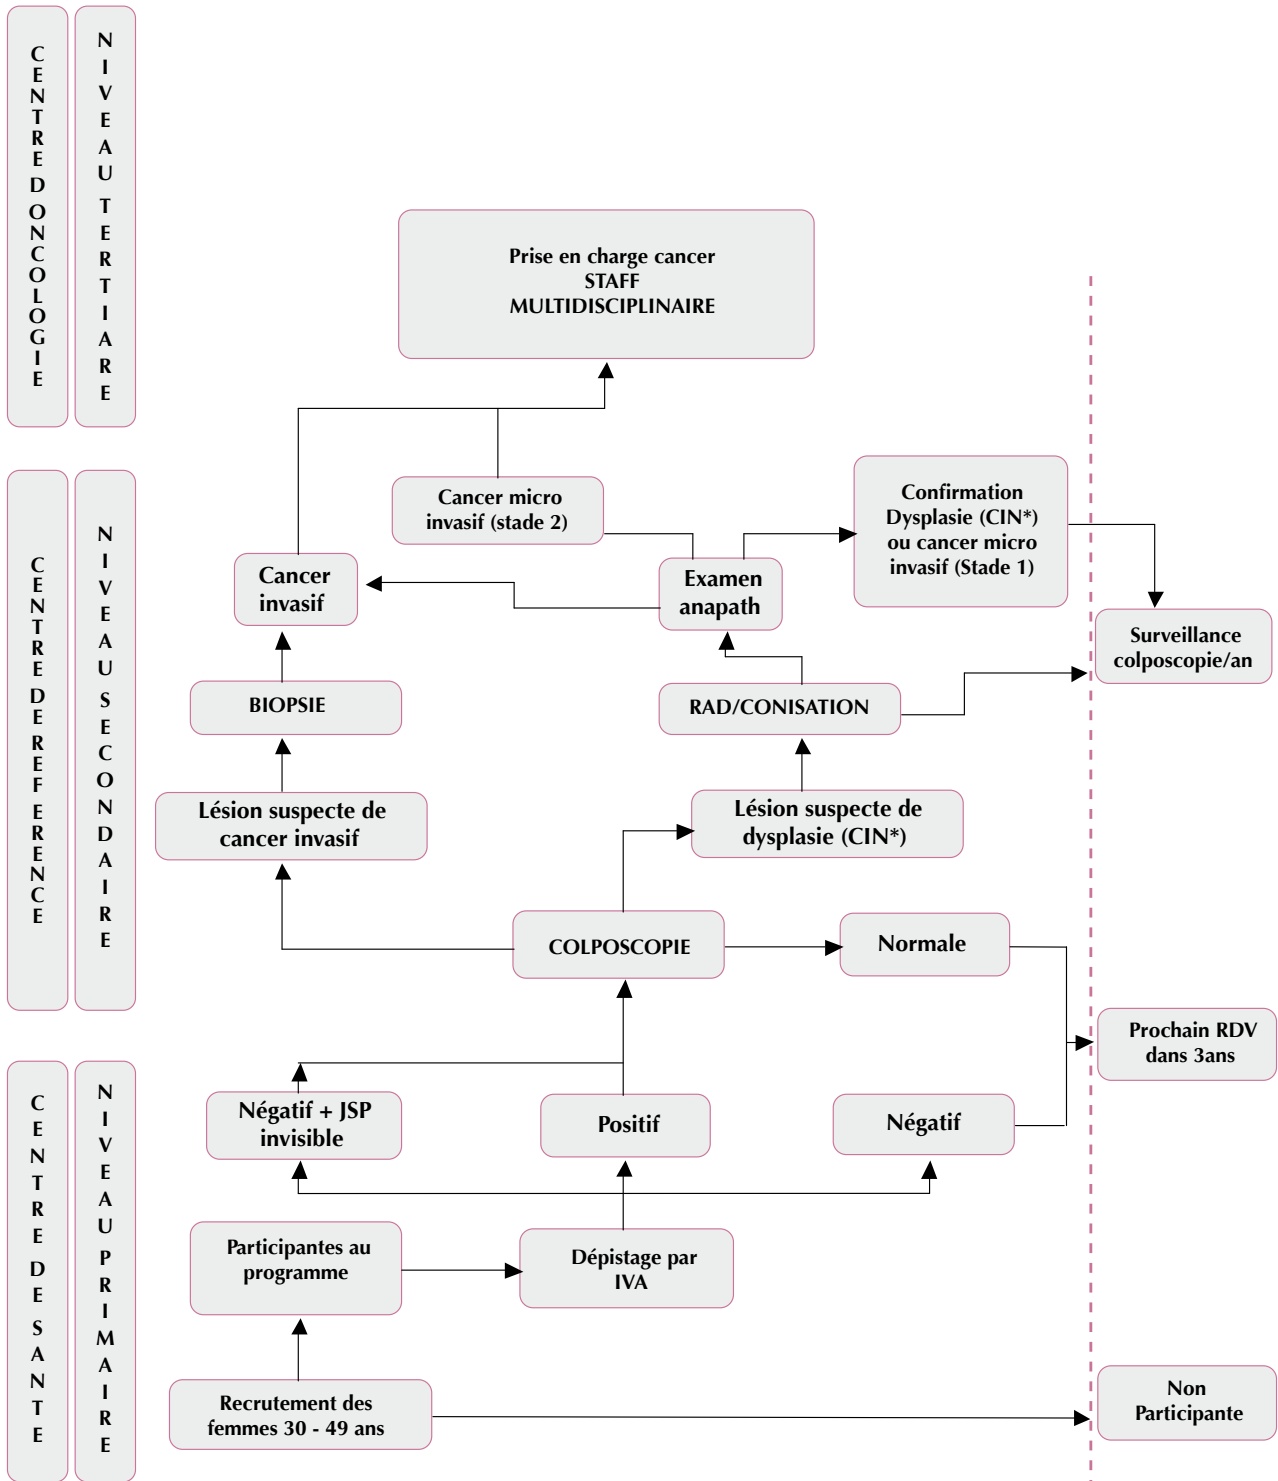 CENTRE D ONCOLOGIE
NIVEAU TERTIAIRE
Prise en charge cancer
STAFF
MULTIDISCIPLINAIRE
CENTRE DE REFERENCE
NIVEAU SECONDAIRE
Cancer micro
invasif (stade 2)
Confirmation
Dysplasie (CIN*)
ou cancer micro
invasif (Stade 1)
Cancer
invasif
Examen
anapath
Surveillance
colposcopie/an
BIOPSIE
RAD/CONISATION
Lésion suspecte de
cancer invasif
Lésion suspecte de
dysplasie (CIN*)
COLPOSCOPIE
Normale
Prochain RDV
dans 3ans
CENTRE DE SANTE
NIVEAU PRIMAIRE
Négatif + JSP
invisible
Positif
Négatif
Participantes au
programme
Dépistage par
IVA
Recrutement des
femmes 30 - 49 ans
Non
Participante